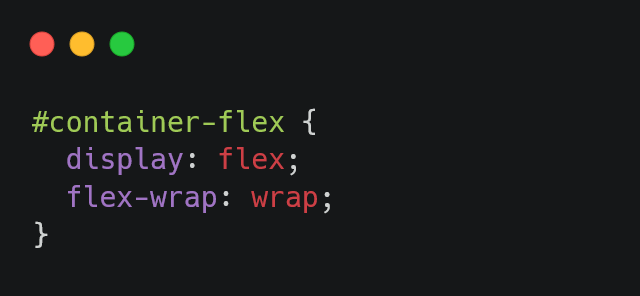 #container-flex {
  display: flex;
  flex-wrap: wrap;
}